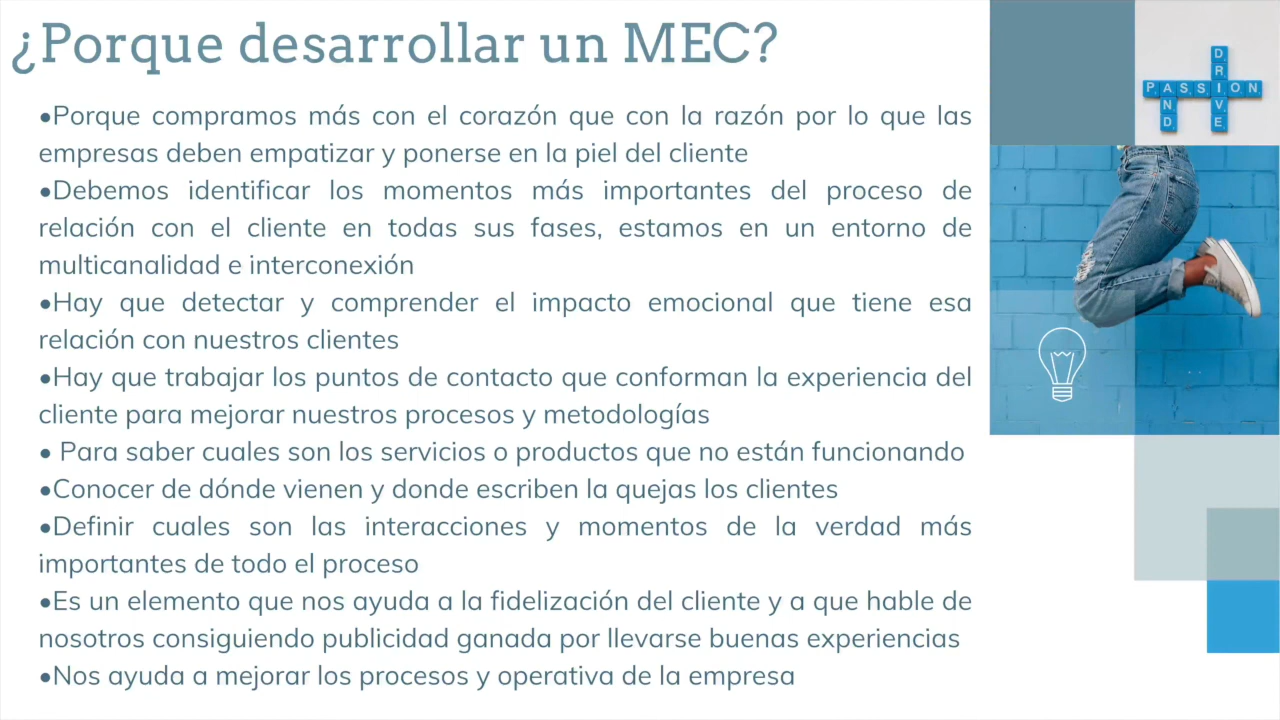 ¿Porque desarrollar un MEC?
•Porque compramos más con el corazón que con la razón por lo que las
empresas deben empatizar y ponerse en la piel del cliente
•Debemos identificar los momentos más importantes del proceso de
relación con el cliente en todas sus fases, estamos en un entorno de
multicanalidad e interconexión
•Hay que detectar y comprender el impacto emocional que tiene esa
relación con nuestros clientes
•Hay que trabajar los puntos de contacto que conforman la experiencia del
cliente para mejorar nuestros procesos y metodologías
• Para saber cuales son los servicios o productos que no están funcionando
•Conocer de dónde vienen y donde escriben la quejas los clientes
•Definir cuales son las interacciones y momentos de la verdad más
importantes de todo el proceso
•Es un elemento que nos ayuda a la fidelización del cliente y a que hable de
nosotros consiguiendo publicidad ganada por llevarse buenas experiencias
•Nos ayuda a mejorar los procesos y operativa de la empresa
PASSION
AND
DRIVE